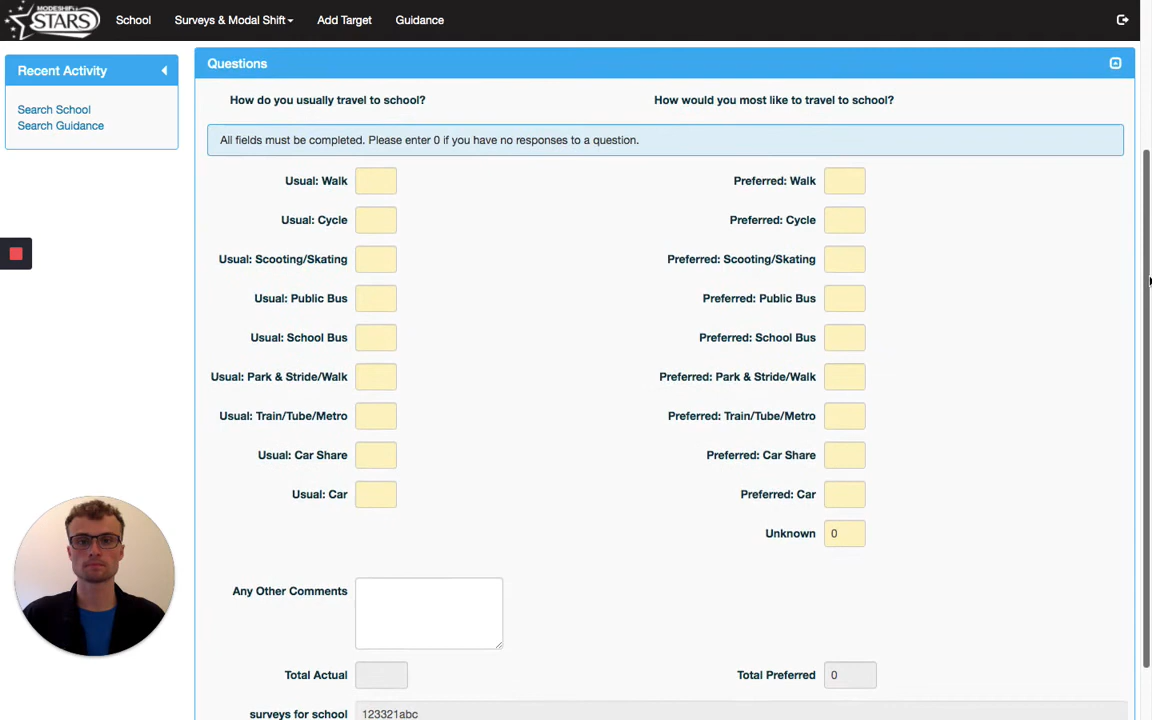 MODESHIFT
STARS
School
Surveys & Modal Shift
Add Target
Guidance
Recent Activity
Search School
Search Guidance
Questions
How do you usually travel to school?
How would you most like to travel to school?
All fields must be completed. Please enter 0 if you have no responses to a question.
Usual: Walk
Preferred: Walk
Usual: Cycle
Preferred: Cycle
Usual: Scooting/Skating
Preferred: Scooting/Skating
Usual: Public Bus
Preferred: Public Bus
Usual: School Bus
Preferred: School Bus
Usual: Park & Stride/Walk
Preferred: Park & Stride/Walk
Usual: Train/Tube/Metro
Preferred: Train/Tube/Metro
Usual: Car Share
Preferred: Car Share
Usual: Car
Preferred: Car
Unknown 0
Any Other Comments
Total Actual
Total Preferred 0
surveys for school 123321abc